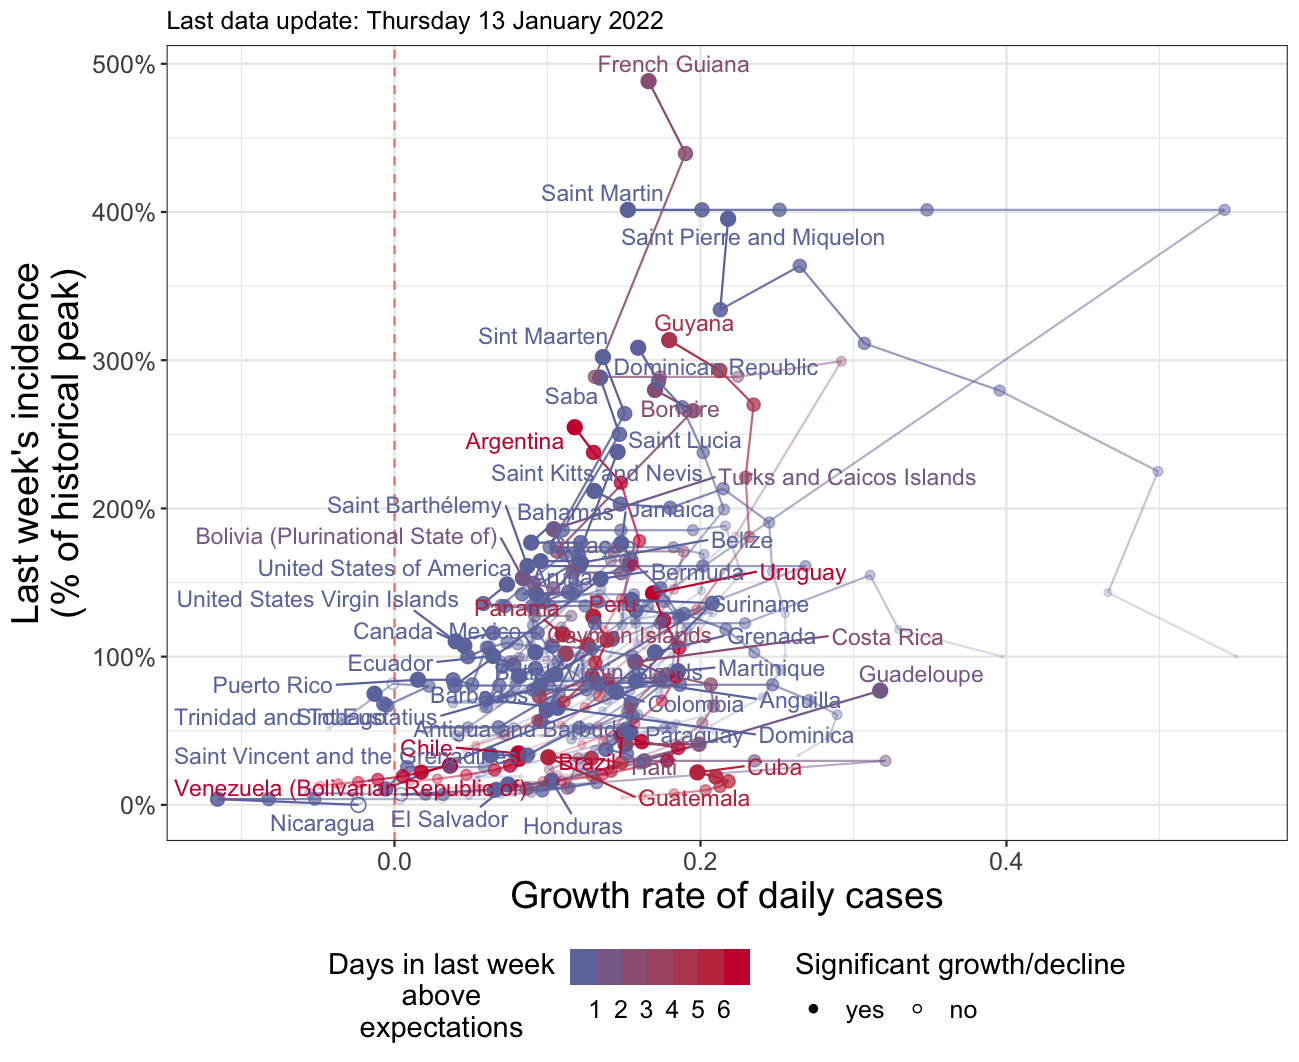 Last data update: Thursday 13 January 2022
500%
400%
300%
200%
100%
0%
Last week's incidence
(% of historical peak)
French Guiana
Saint Martin
Saint Pierre and Miquelon
Guyana
Sint Maarten
Dominican Republic
Saba
Bonaire
Argentina
Saint Lucia
Saint Kitts and Nevis
Turks and Caicos Islands
Saint Barthélemy
Bahamas
Jamaica
Bolivia (Plurinational State of)
Curacao
Belize
United States of America
Aruba
Bermuda
Uruguay
United States Virgin Islands
Panama
Peru
Suriname
Canada
Mexico
Cayman Islands
Grenada
Costa Rica
Ecuador
British Virgin Islands
Martinique
Guadeloupe
Puerto Rico
Barbados
Colombia
Anguilla
Trinidad and Tobago
Sint Eustatius
Antigua and Barbuda
Paraguay
Dominica
Saint Vincent and the Grenadines
Chile
Brazil
Haiti
Cuba
Venezuela (Bolivarian Republic of)
Guatemala
Nicaragua
El Salvador
Honduras
0.0
0.2
0.4
Growth rate of daily cases
Days in last week
above
expectations
1 2 3 4 5 6
Significant growth/decline
yes
no